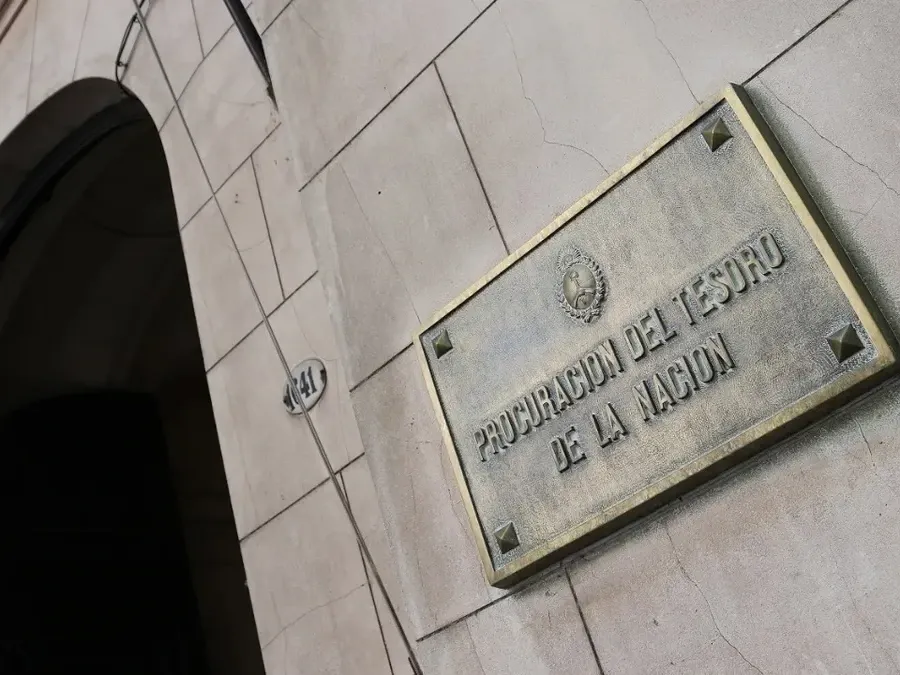 PROCURACION DEL TESORO
DE LA NACION